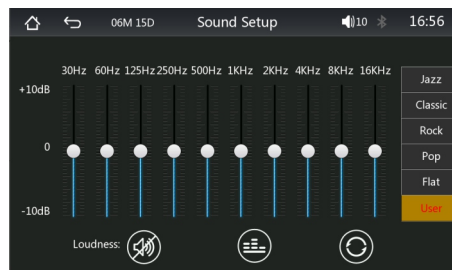 06M 15D Sound Setup 10 16:56
30Hz 60Hz 125Hz 250Hz 500Hz 1KHz 2KHz 4KHz 8KHz 16KHz
+10dB
0
-10dB
Jazz
Classic
Rock
Pop
Flat
User
Loudness: